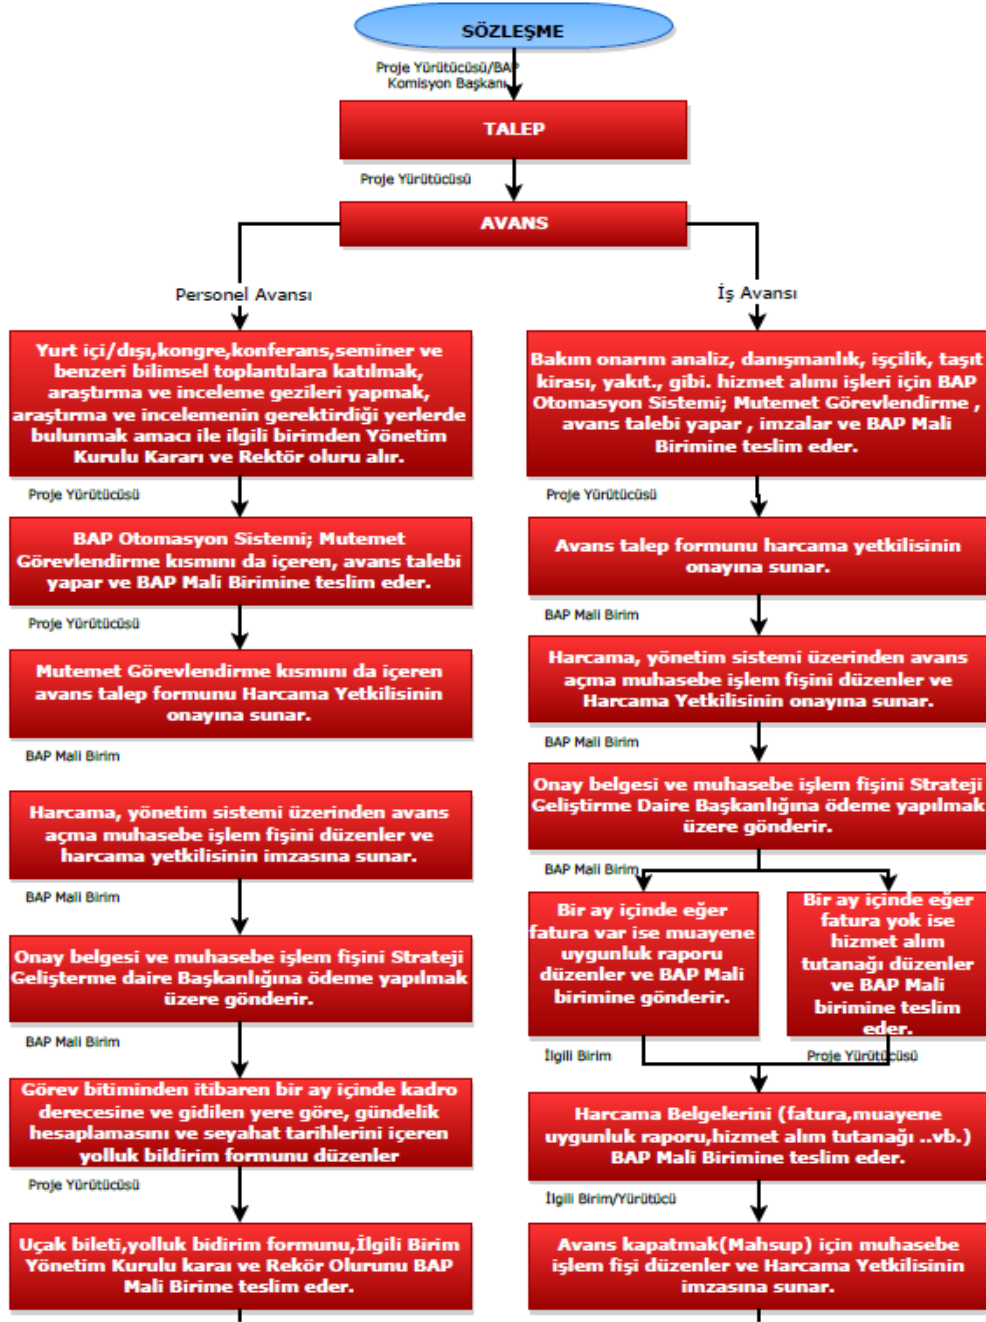 SÖZLEŞME
Proje Yürütücüsü/BAP
Komisyon Başkanı
TALEP
Proje Yürütücüsü
AVANS
Personel Avansı
Yurt içi/dışı,kongre,konferans,seminer ve
benzeri bilimsel toplantılara katılmak,
araştırma ve inceleme gezileri yapmak,
araştırma ve incelemenin gerektirdiği yerlerde
bulunmak amacı ile ilgili birimden Yönetim
Kurulu Kararı ve Rektör oluru alır.
Proje Yürütücüsü
BAP Otomasyon Sistemi; Mutemet
Görevlendirme kısmını da içeren, avans talebi
yapar ve BAP Mali Birimine teslim eder.
Proje Yürütücüsü
Mutemet Görevlendirme kısmını da içeren
avans talep formunu Harcama Yetkilisinin
onayına sunar.
BAP Mali Birim
Harcama, yönetim sistemi üzerinden avans
açma muhasebe işlem fişini düzenler ve
harcama yetkilisinin imzasına sunar.
BAP Mali Birim
Onay belgesi ve muhasebe işlem fişini Strateji
Gelişterme daire Başkanlığına ödeme yapılmak
üzere gönderir.
BAP Mali Birim
Görev bitiminden itibaren bir ay içinde kadro
derecesine ve gidilen yere göre, gündelik
hesaplamasını ve seyahat tarihlerini içeren
yolluk bildirim formunu düzenler
Proje Yürütücüsü
Uçak bileti,yolluk bidirim formunu,İlgili Birim
Yönetim Kurulu karaı ve Rekör Olurunu BAP
Mali Birime teslim eder.
İş Avansı
Bakım onarım analiz, danışmanlık, işçilik, taşıt
kirası, yakıt., gibi. hizmet alımı işleri için BAP
Otomasyon Sistemi; Mutemet Görevlendirme ,
avans talebi yapar , imzalar ve BAP Mali
Birimine teslim eder.
Proje Yürütücüsü
Avans talep formunu harcama yetkilisinin
onayına sunar.
BAP Mali Birim
Harcama, yönetim sistemi üzerinden avans
açma muhasebe işlem fişini düzenler ve
Harcama Yetkilisinin onayına sunar.
BAP Mali Birim
Onay belgesi ve muhasebe işlem fişini Strateji
Geliştirme Daire Başkanlığına ödeme yapılmak
üzere gönderir.
BAP Mali Birim
Bir ay içinde eğer
fatura var ise muayene
uygunluk raporu
düzenler ve BAP Mali
birimine gönderir.
İlgili Birim
Bir ay içinde eğer
fatura yok ise
hizmet alım
tutanağı düzenler
ve BAP Mali
birimine teslim
eder.
Proje Yürütücüsü
Harcama Belgelerini (fatura,muayene
uygunluk raporu,hizmet alım tutanağı ..vb.)
BAP Mali Birimine teslim eder.
İlgili Birim/Yürütücü
Avans kapatmak(Mahsup) için muhasebe
işlem fişi düzenler ve Harcama Yetkilisinin
imzasına sunar.